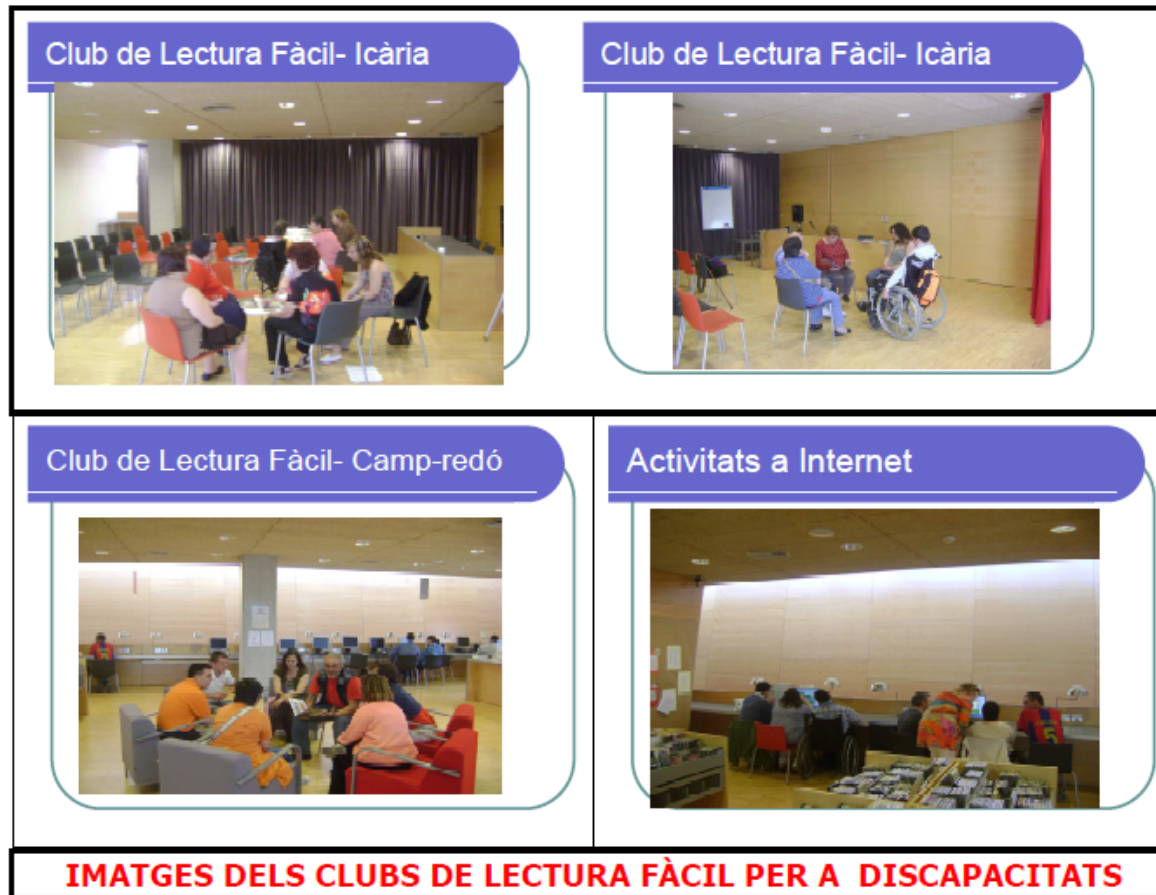 Club de Lectura Fàcil- Icària
Club de Lectura Fàcil- Icària
Club de Lectura Fàcil- Camp-redó
Activitats a Internet
IMATGES DELS CLUBS DE LECTURA FÀCIL PER A  DISCAPACITATS